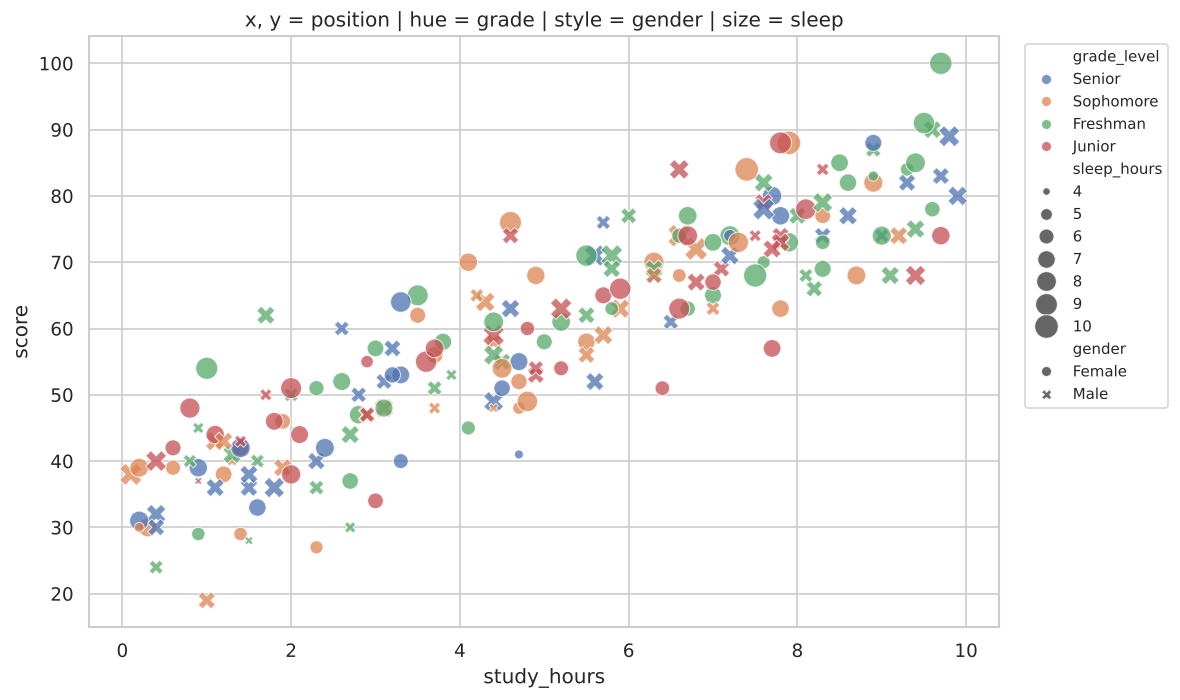 x, y = position | hue = grade | style = gender | size = sleep
100
90
80
70
60
50
40
30
20
score
0
2
4
6
8
10
study_hours
grade_level
Senior
Sophomore
Freshman
Junior
sleep_hours
4
5
6
7
8
9
10
gender
Female
Male